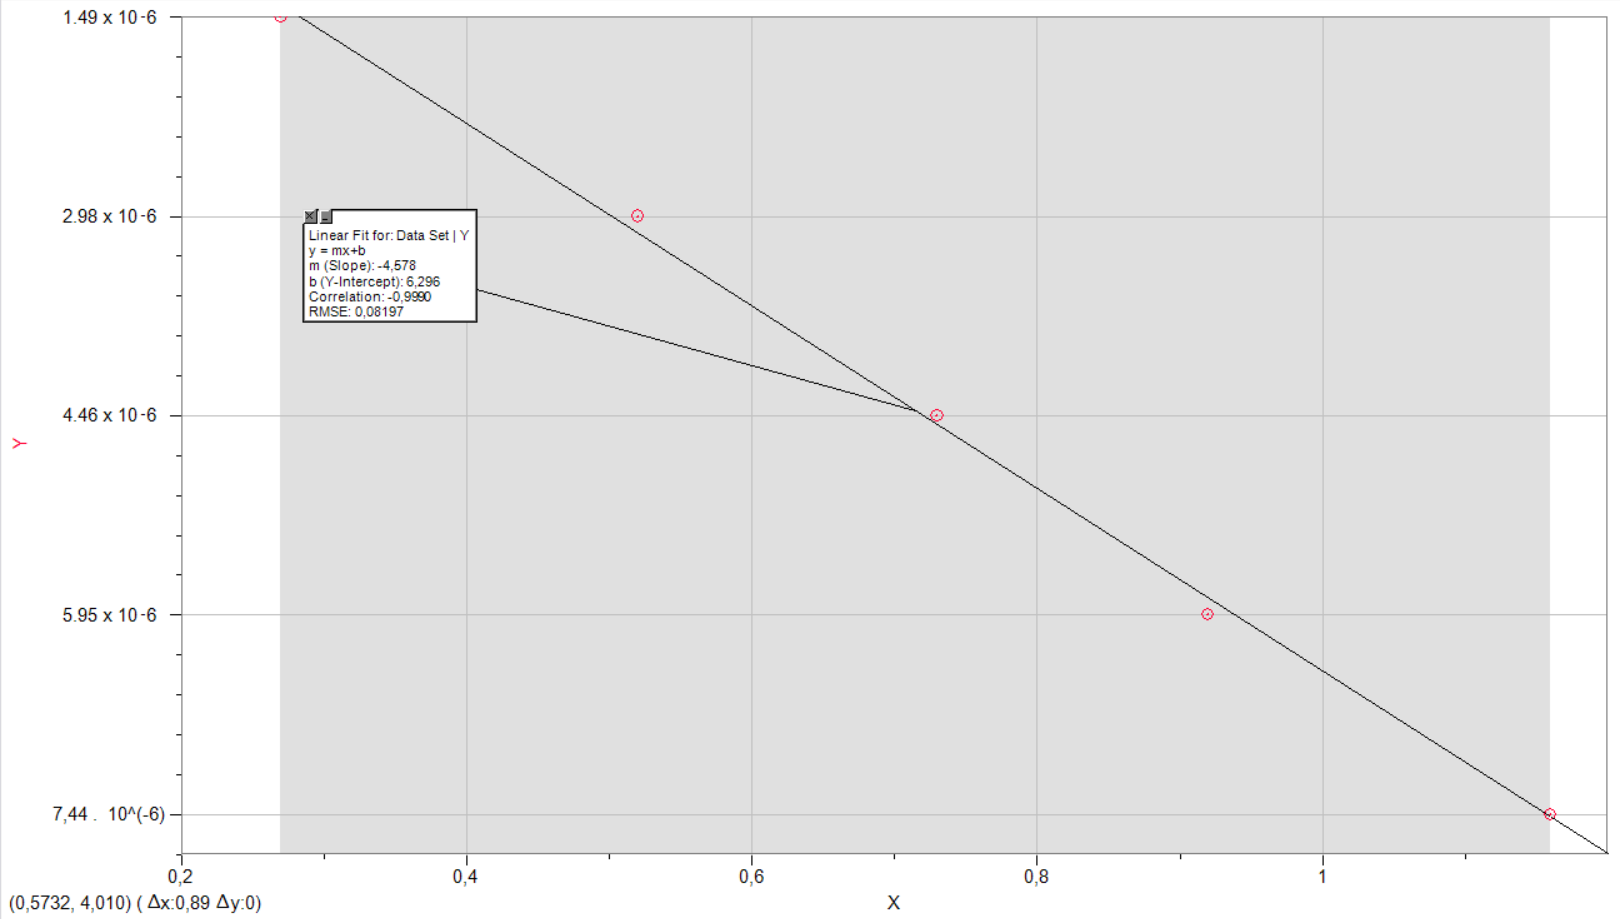 1.49 x 10-6
2.98 x 10-6
Linear Fit for: Data Set | Y
y = mx+b
m (Slope): -4,578
b (Y-Intercept): 6,296
Correlation: -0,9990
RMSE: 0,08197
4.46 x 10-6
Y
5.95 x 10-6
7,44 . 10^(-6)
0,2 0,4 0,6 0,8 1
(0,5732, 4,010) ( Δx:0,89 Δy:0)
X